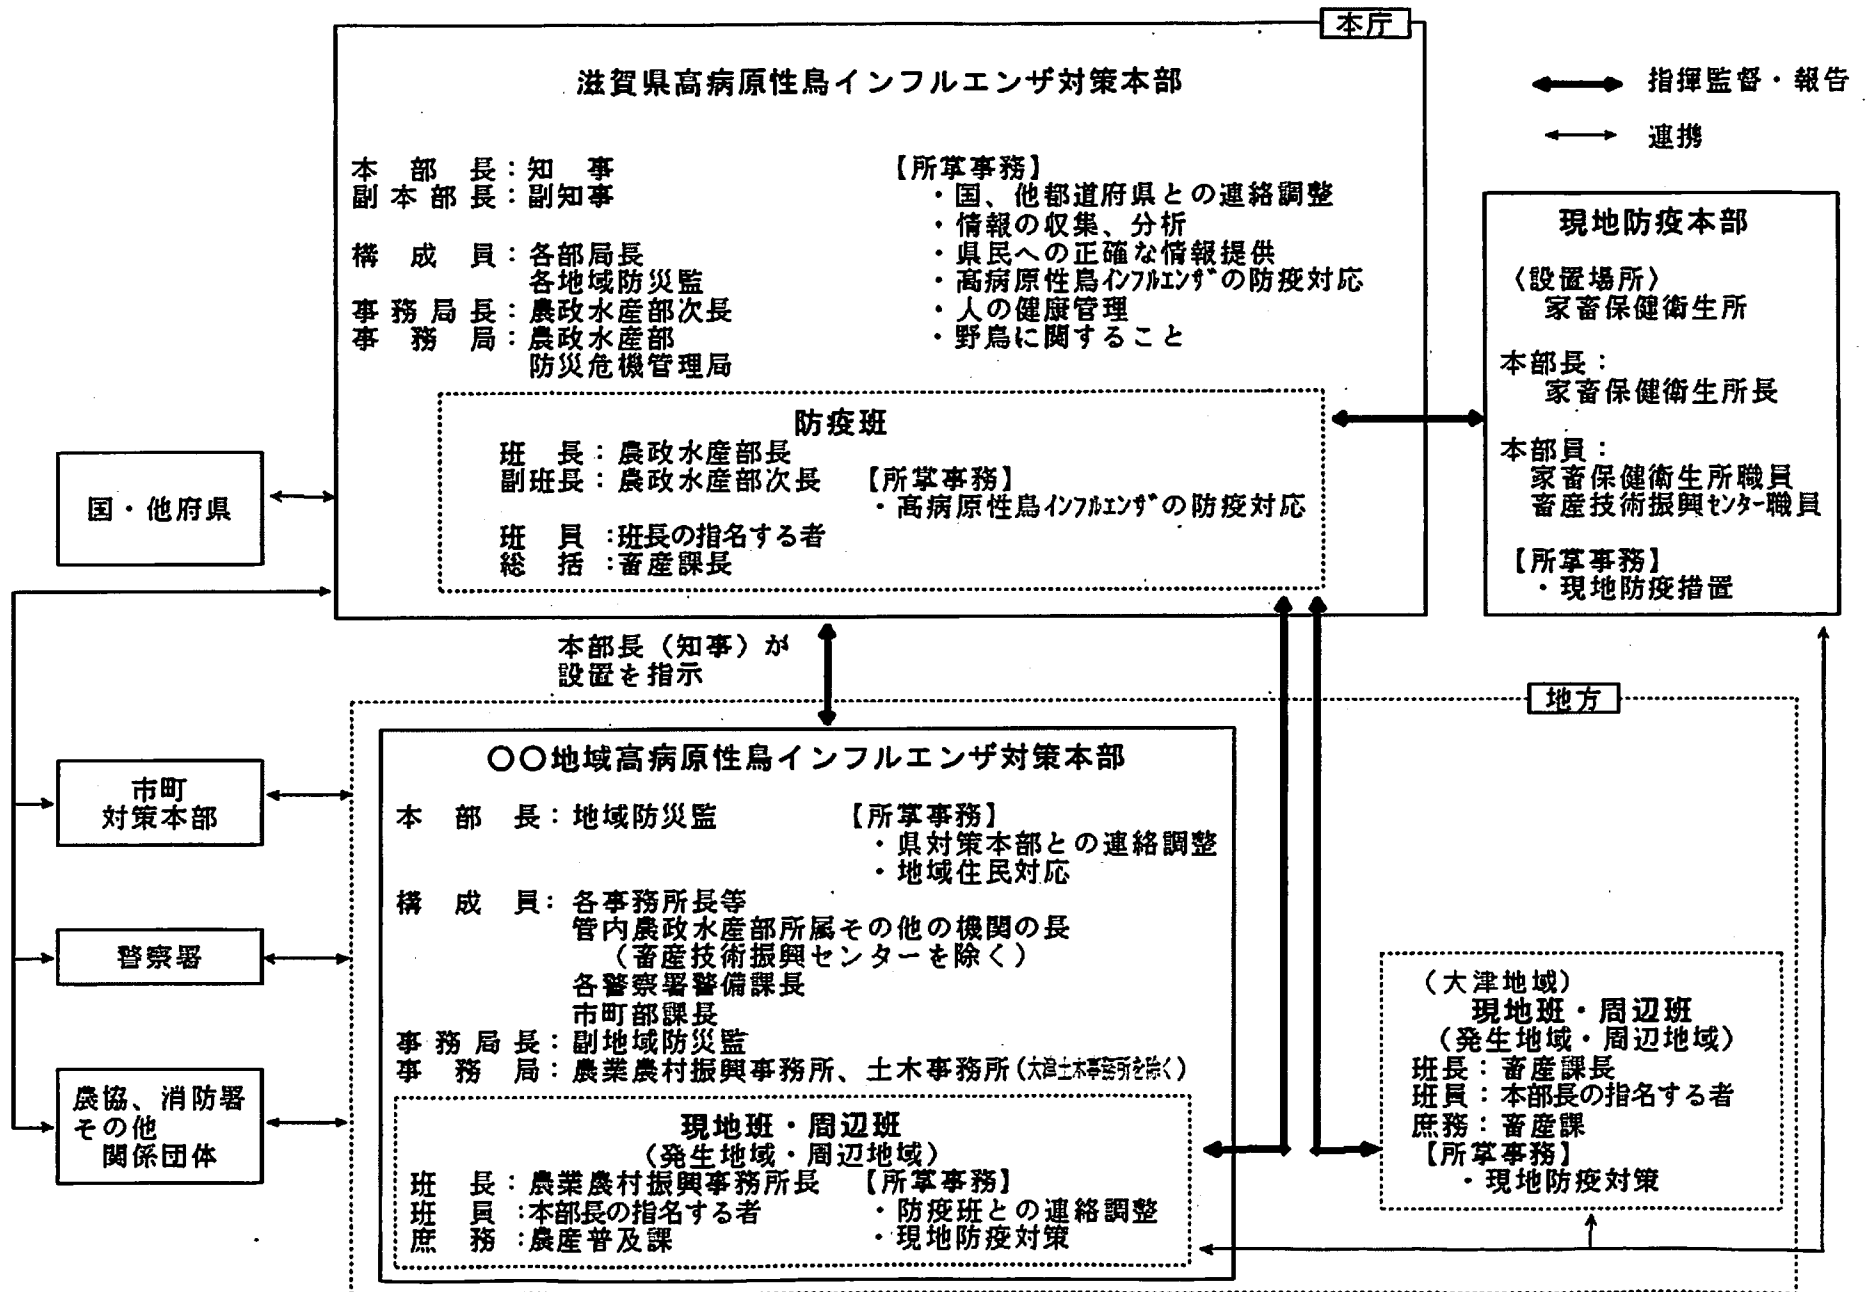 本庁
滋賀県高病原性鳥インフルエンザ対策本部
本部長：知事
副本部長：副知事
構成員：各部局長
各地域防災監
事務局長：農政水産部次長
事務局：農政水産部
防災危機管理局
【所掌事務】
・国、他都道府県との連絡調整
・情報の収集、分析
・県民への正確な情報提供
・高病原性鳥インフルエンザの防疫対応
・人の健康管理
・野鳥に関すること
防疫班
班長：農政水産部長
副班長：農政水産部次長
班員：班長の指名する者
総括：畜産課長
【所掌事務】
・高病原性鳥インフルエンザの防疫対応
指揮監督・報告
連携
現地防疫本部
〈設置場所〉
家畜保健衛生所
本部長：
家畜保健衛生所長
本部員：
家畜保健衛生所職員
畜産技術振興センター職員
【所掌事務】
・現地防疫措置
国・他府県
本部長（知事）が
設置を指示
地方
市町
対策本部
警察署
農協、消防署
その他
関係団体
〇〇地域高病原性鳥インフルエンザ対策本部
本部長：地域防災監
【所掌事務】
・県対策本部との連絡調整
・地域住民対応
構成員：各事務所長等
管内農政水産部所属その他の機関の長
（畜産技術振興センターを除く）
各警察署警備課長
市町部課長
事務局長：副地域防災監
事務局：農業農村振興事務所、土木事務所（大津土木事務所を除く）
現地班・周辺班
（発生地域・周辺地域）
班長：農業農村振興事務所長
班員：本部長の指名する者
庶務：農産普及課
【所掌事務】
・防疫班との連絡調整
・現地防疫対策
（大津地域）
現地班・周辺班
（発生地域・周辺地域）
班長：畜産課長
班員：本部長の指名する者
庶務：畜産課
【所掌事務】
・現地防疫対策